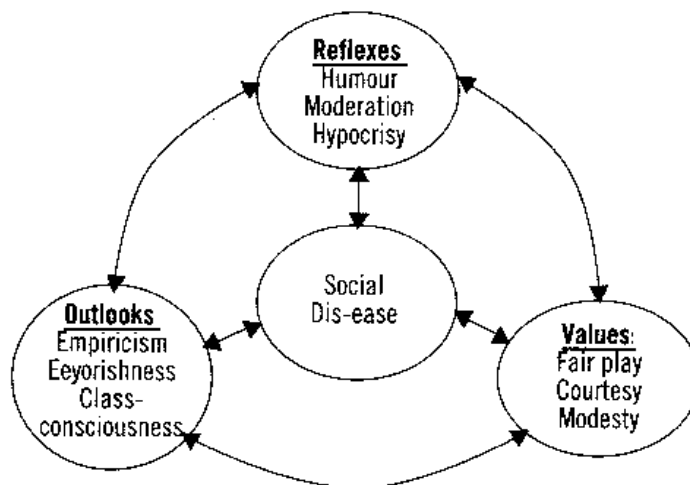 Reflexes
Humour
Moderation
Hypocrisy
Social
Dis-ease
Outlooks
Empiricism
Eeyorishness
Class-
consciousness
Values:
Fair play
Courtesy
Modesty